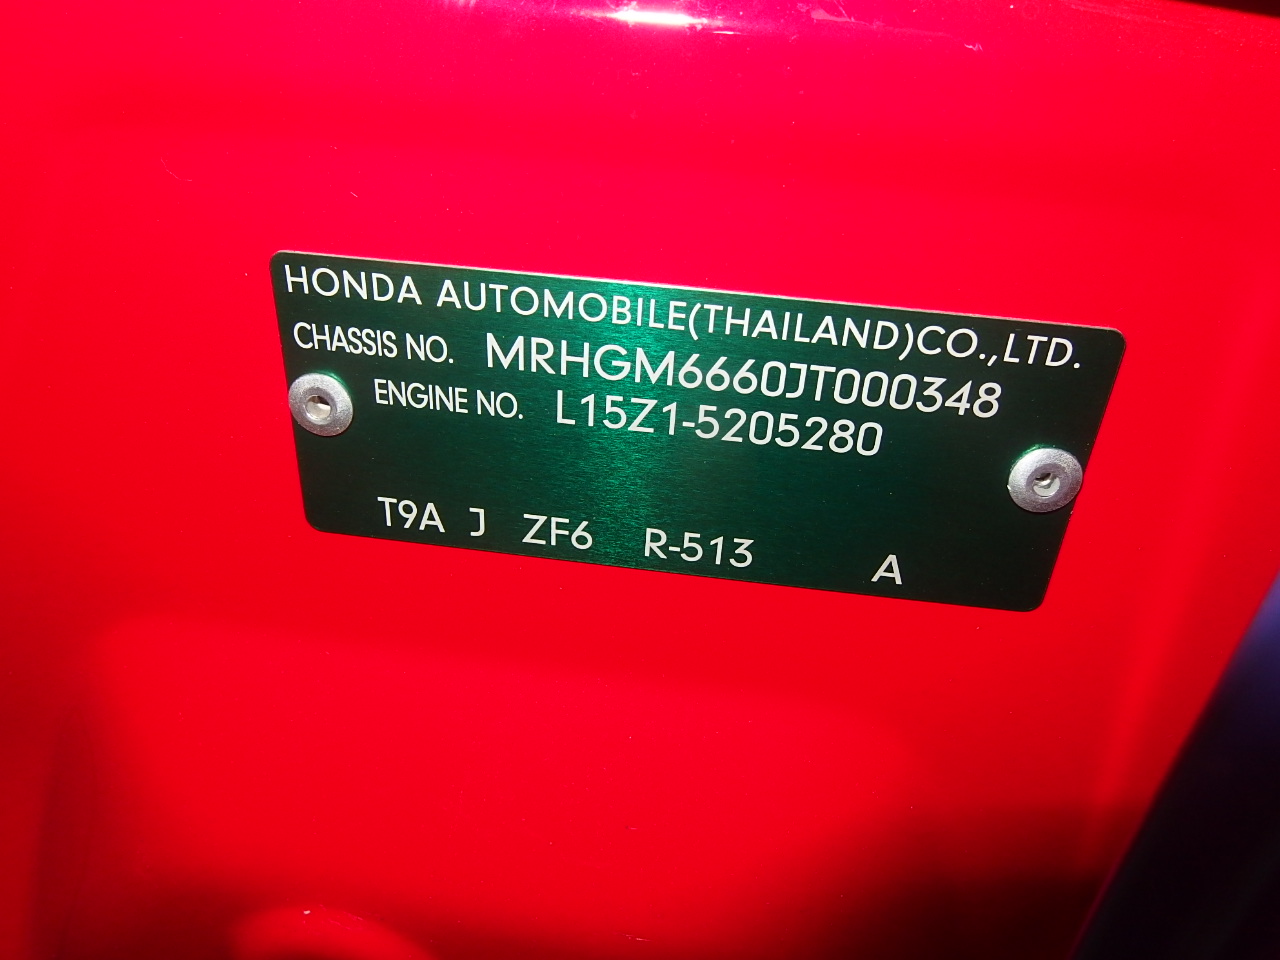 HONDA AUTOMOBILE(THAILAND)CO.,LTD.
CHASSIS NO. MRHGM6660JT000348
ENGINE NO. L15Z1-5205280
T9A J ZF6 R-513 A